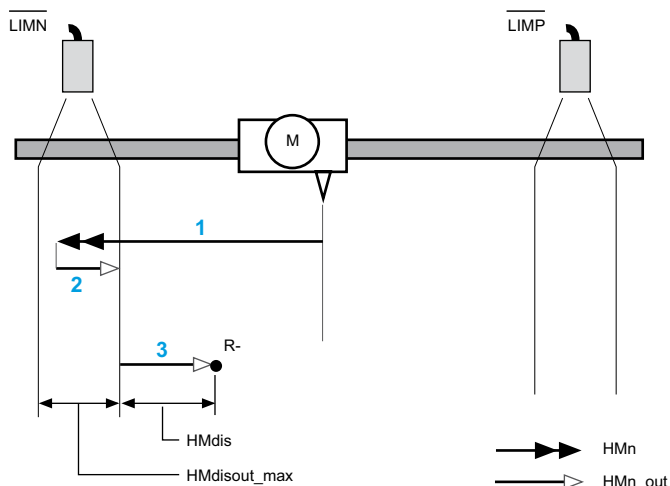 LIMN
LIMP
M
1
2
3
R-
HMdis
HMn
HMdisout_max
HMn_out